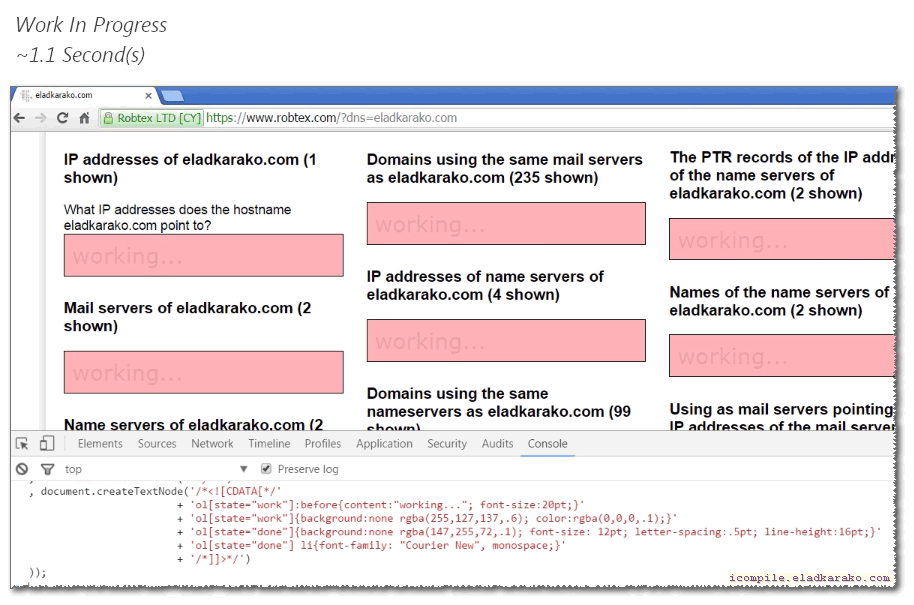 Work In Progress
~1.1 Second(s)
eladkarako.com
Robtex LTD [CY] https://www.robtex.com/?dns=eladkarako.com
IP addresses of eladkarako.com (1
shown)
What IP addresses does the hostname
eladkarako.com point to?
working...
Mail servers of eladkarako.com (2
shown)
working...
Name servers of eladkarako.com (2
Domains using the same mail servers
as eladkarako.com (235 shown)
working...
IP addresses of name servers of
eladkarako.com (4 shown)
working...
Domains using the same
nameservers as eladkarako.com (99
shown)
The PTR records of the IP addr
of the name servers of
eladkarako.com (2 shown)
working...
Names of the name servers of
eladkarako.com (2 shown)
working...
Using as mail servers pointing
IP addresses of the mail server
Elements Sources Network Timeline Profiles Application Security Audits Console
top Preserve log
, document.createTextNode('/*<![CDATA[*/'
+ 'ol[state="work"]:before{content:"working..."; font-size:20pt;}'
+ 'ol[state="work"]{background:none rgba(255,127,137,.6); color:rgba(0,0,0,.1);}'
+ 'ol[state="done"]{background:none rgba(147,255,72,.1); font-size: 12pt; letter-spacing:.5pt; line-height:16pt;}'
+ 'ol[state="done"] li{font-family: "Courier New", monospace;}'
+ '/*]]>*/')
));
icompile.eladkarako.com